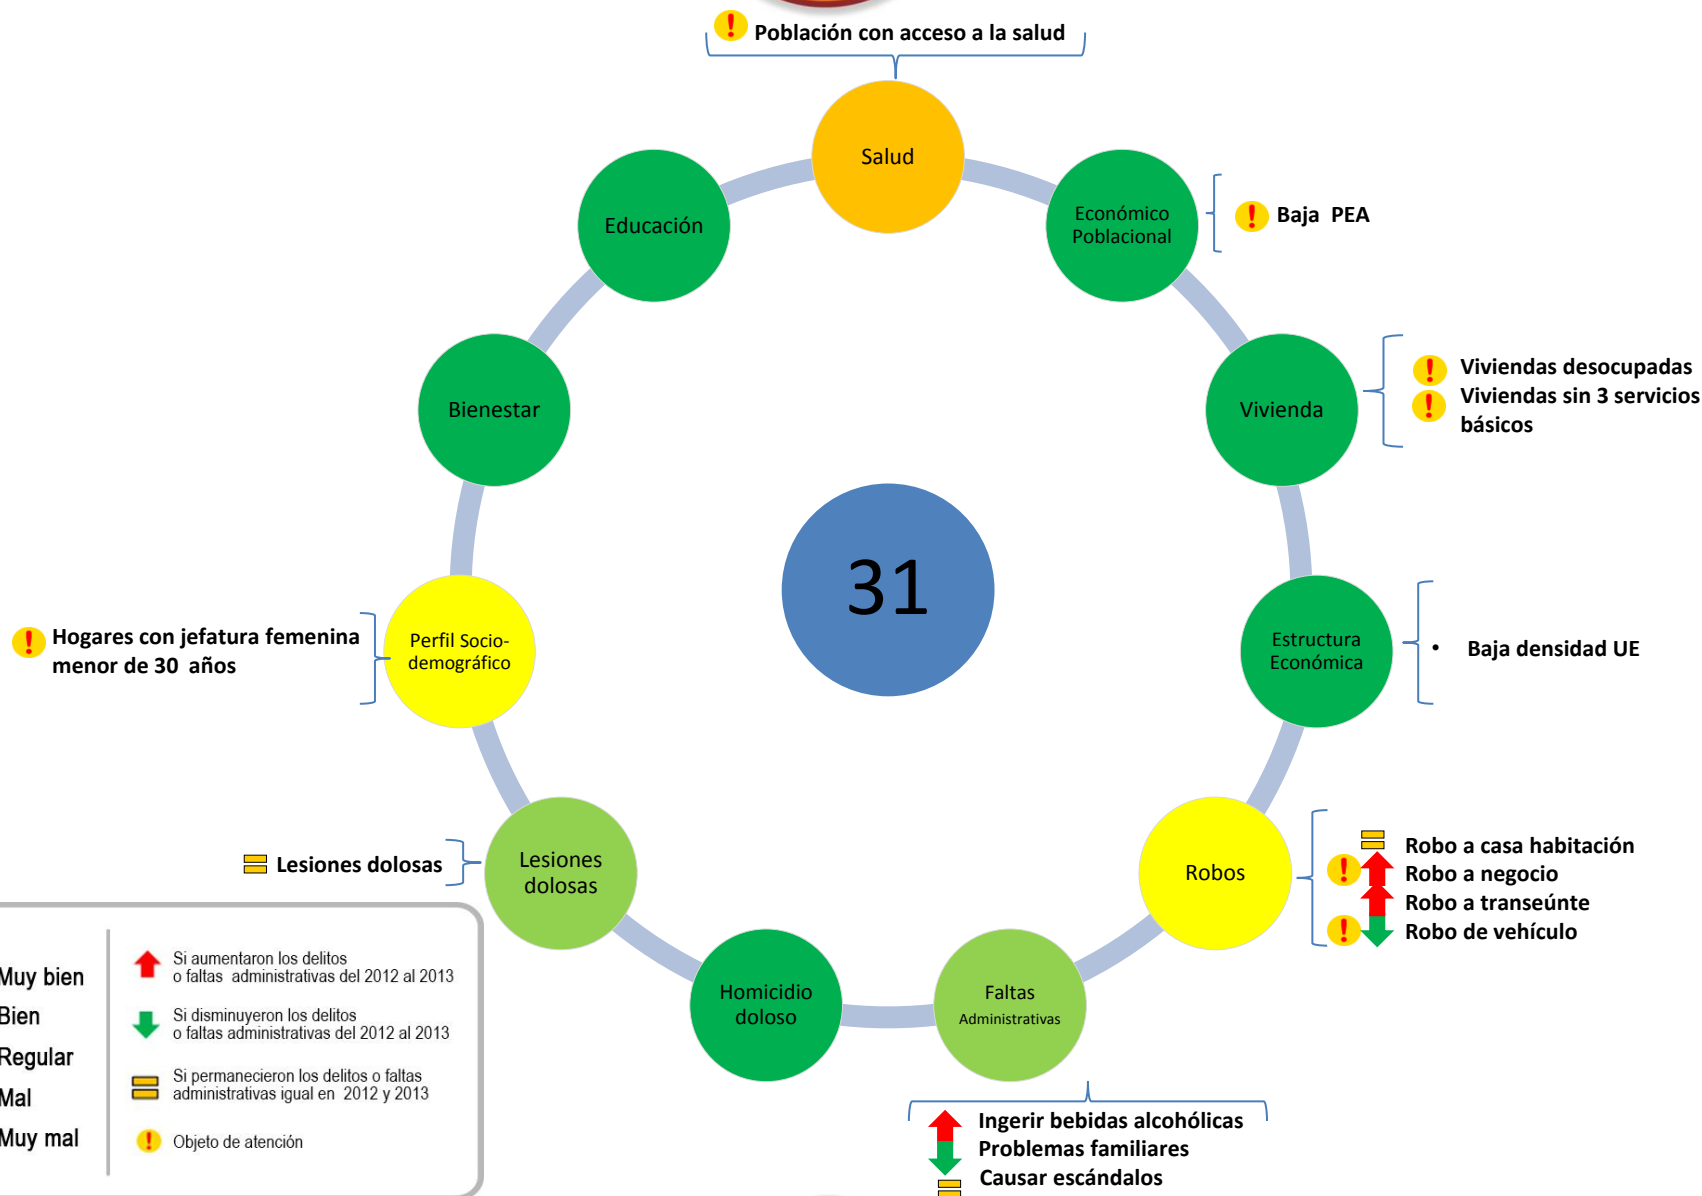 Población con acceso a la salud
Salud
Educación
Económico
Poblacional
Baja PEA
Bienestar
Vivienda
Viviendas desocupadas
Viviendas sin 3 servicios
básicos
31
Hogares con jefatura femenina
menor de 30 años
Perfil Socio-
demográfico
Estructura
Económica
• Baja densidad UE
Lesiones dolosas
Lesiones
dolosas
Robos
Robo a casa habitación
Robo a negocio
Robo a transeúnte
Robo de vehículo
Homicidio
doloso
Faltas
Administrativas
Ingerir bebidas alcohólicas
Problemas familiares
Causar escándalos
Muy bien
Bien
Regular
Mal
Muy mal
Si aumentaron los delitos
o faltas administrativas del 2012 al 2013
Si disminuyeron los delitos
o faltas administrativas del 2012 al 2013
Si permanecieron los delitos o faltas
administrativas igual en 2012 y 2013
Objeto de atención